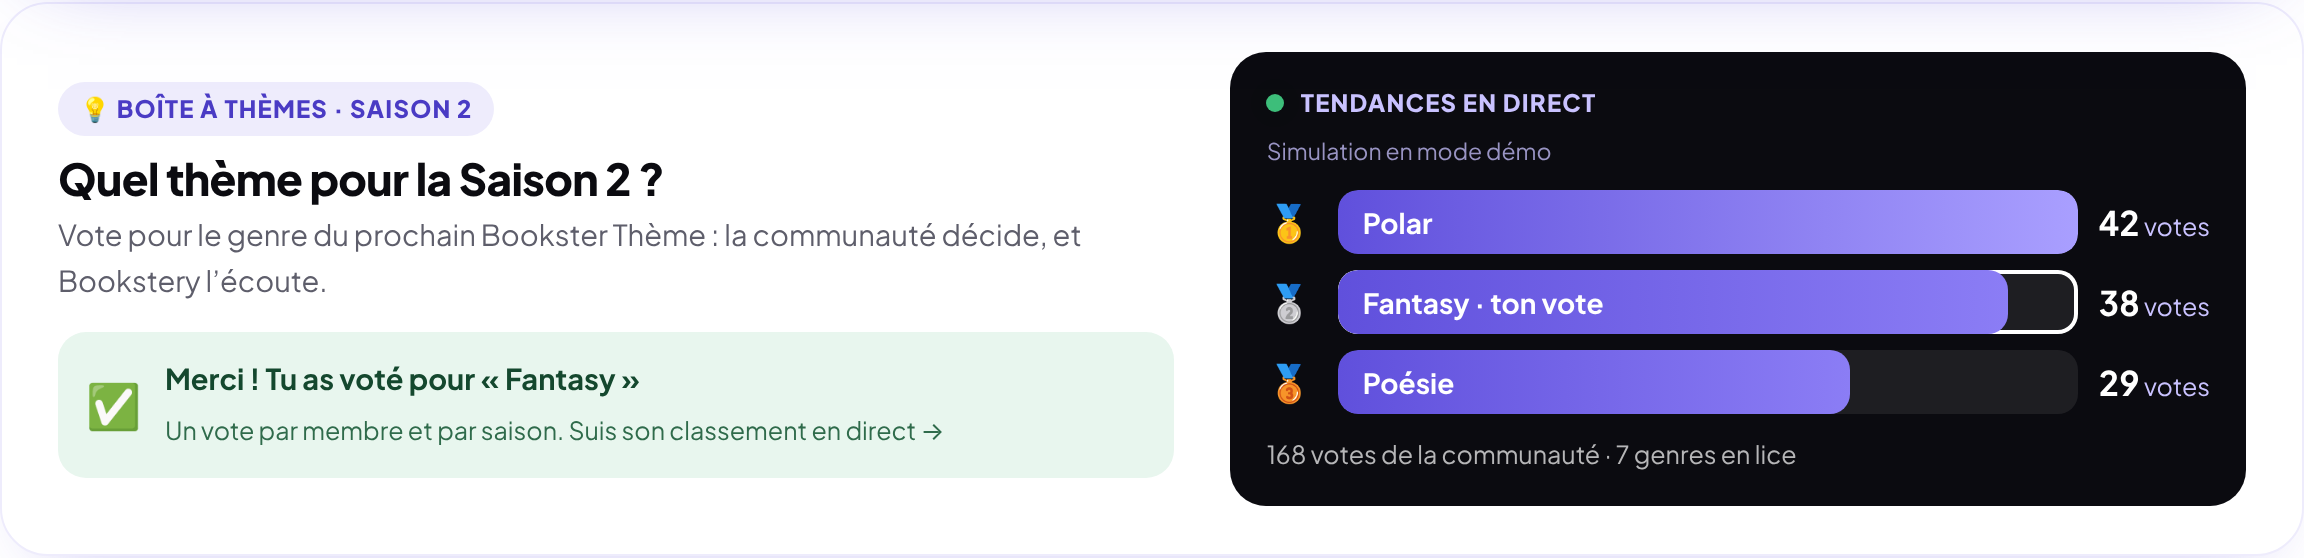 💡 BOÎTE À THÈMES · SAISON 2
Quel thème pour la Saison 2 ?
Vote pour le genre du prochain Bookster Thème : la communauté décide, et
Bookstery l’écoute.
✅ Merci ! Tu as voté pour « Fantasy »
Un vote par membre et par saison. Suis son classement en direct →
TENDANCES EN DIRECT
Simulation en mode démo
🥇 Polar 42 votes
🥈 Fantasy · ton vote 38 votes
🥉 Poésie 29 votes
168 votes de la communauté · 7 genres en lice